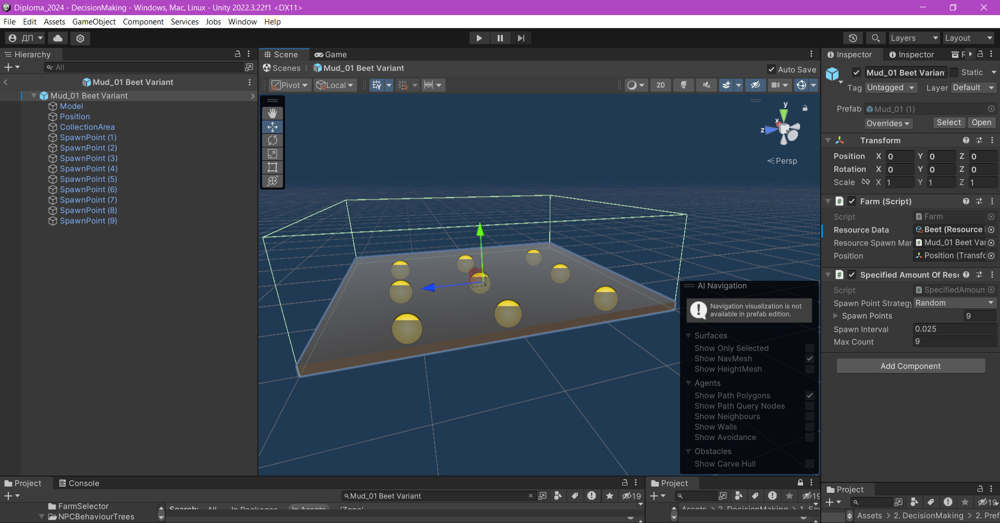 Diploma_2024 - DecisionMaking - Windows, Mac, Linux - Unity 2022.3.22f1 <DX11>
File Edit Assets GameObject Component Services Jobs Window Help
ДП Layers Layout
Hierarchy
All
Mud_01 Beet Variant
Mud_01 Beet Variant
Model
Position
CollectionArea
SpawnPoint (1)
SpawnPoint (2)
SpawnPoint (3)
SpawnPoint (4)
SpawnPoint (5)
SpawnPoint (6)
SpawnPoint (7)
SpawnPoint (8)
SpawnPoint (9)
Scene Game
Scenes | Mud_01 Beet Variant Auto Save
Pivot Local 2D
y
x
z
Persp
AI Navigation
Navigation visualization is not
available in prefab edition.
Surfaces
Show Only Selected
Show NavMesh
Show HeightMesh
Agents
Show Path Polygons
Show Path Query Nodes
Show Neighbours
Show Walls
Show Avoidance
Obstacles
Show Carve Hull
Inspector Inspector P
Mud_01 Beet Varian Static
Tag Untagged Layer Default
Prefab Mud_01 (1)
Overrides Select Open
Transform
Position X 0 Y 0 Z 0
Rotation X 0 Y 0 Z 0
Scale X 1 Y 1 Z 1
Farm (Script)
Script Farm
Resource Data Beet (Resource
Resource Spawn Mar Mud_01 Beet Var
Position Position (Transfo
Specified Amount Of Reso
Script SpecifiedAmoun
Spawn Point Strategy Random
Spawn Points 9
Spawn Interval 0.025
Max Count 9
Add Component
Project Console
Mud_01 Beet Variant 19
FarmSelector
NPCBehaviourTrees
Search: All In Packages In Assets 'Zone'
Project
19
Assets > 2. DecisionMaking > 1. Sc
Project
19
Assets > 2. DecisionMaking > 2. Pref